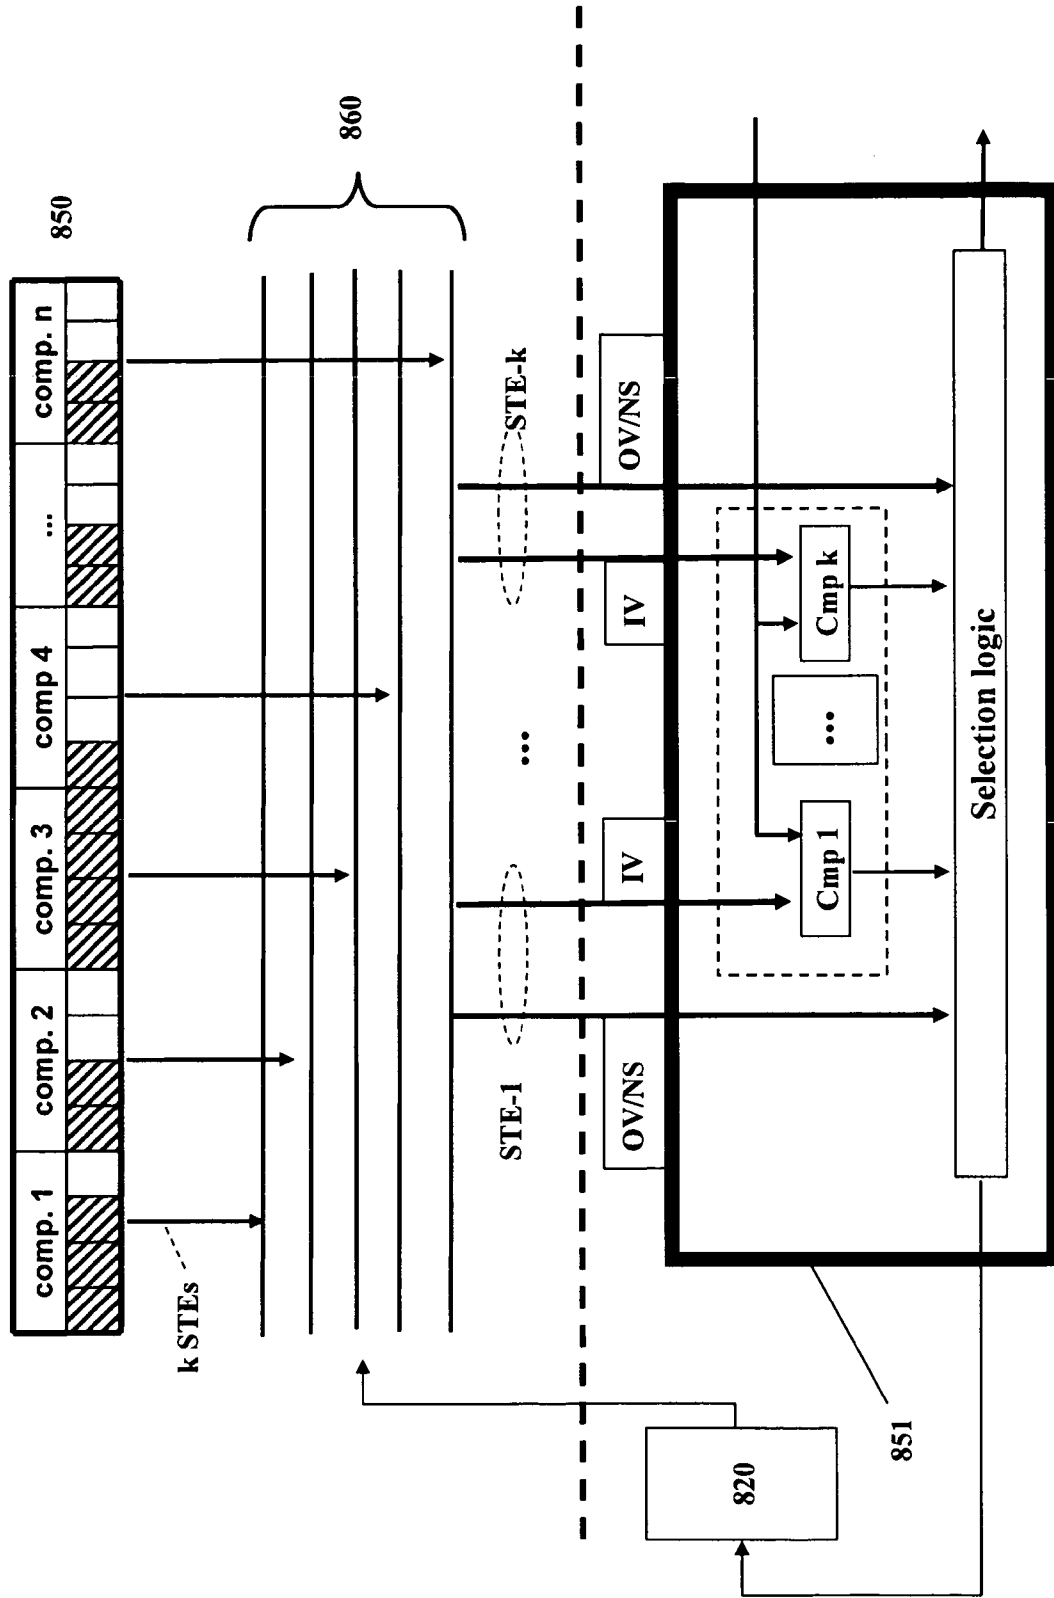 850
comp. 1
comp. 2
comp. 3
comp 4
...
comp. n
k STEs
860
STE-1
...
STE-k
OV/NS
IV
IV
OV/NS
820
851
Cmp 1
...
Cmp k
Selection logic